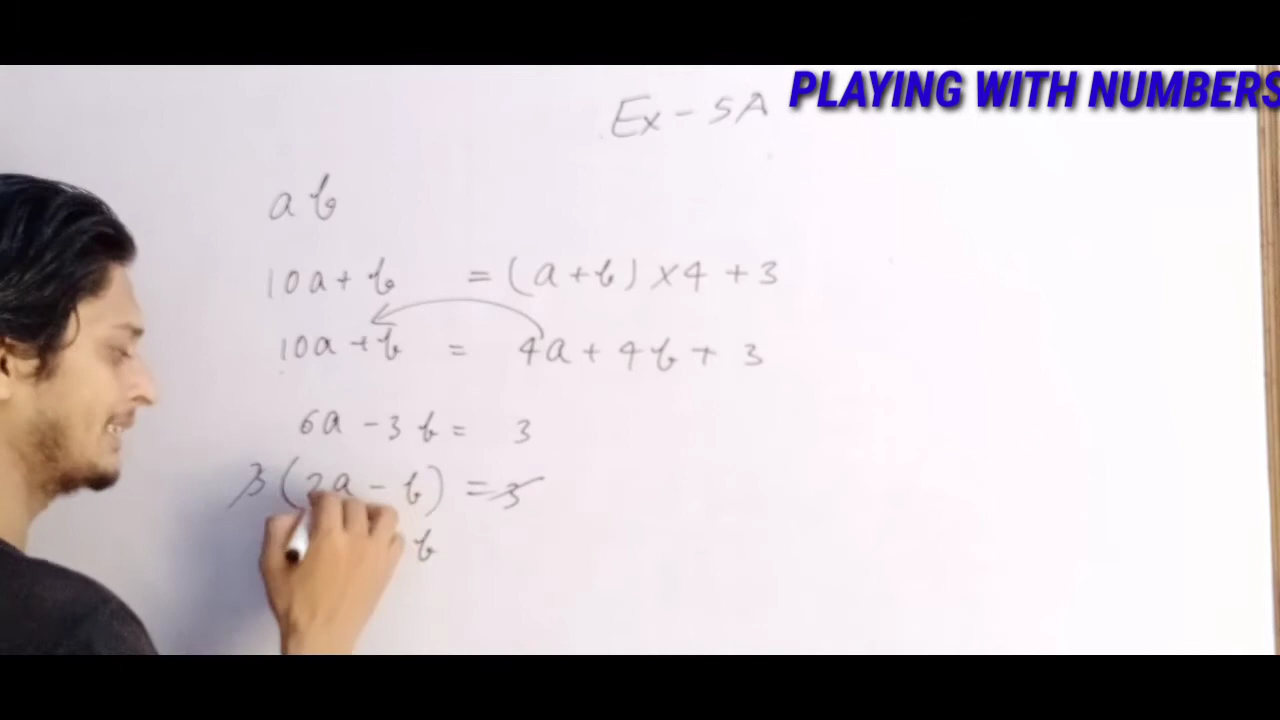 PLAYING WITH NUMBERS
Ex - 5A
ab
10a + b = (a + b) × 4 + 3
10a + b = 4a + 4b + 3
6a - 3b = 3
3(2a - b) = 3
b